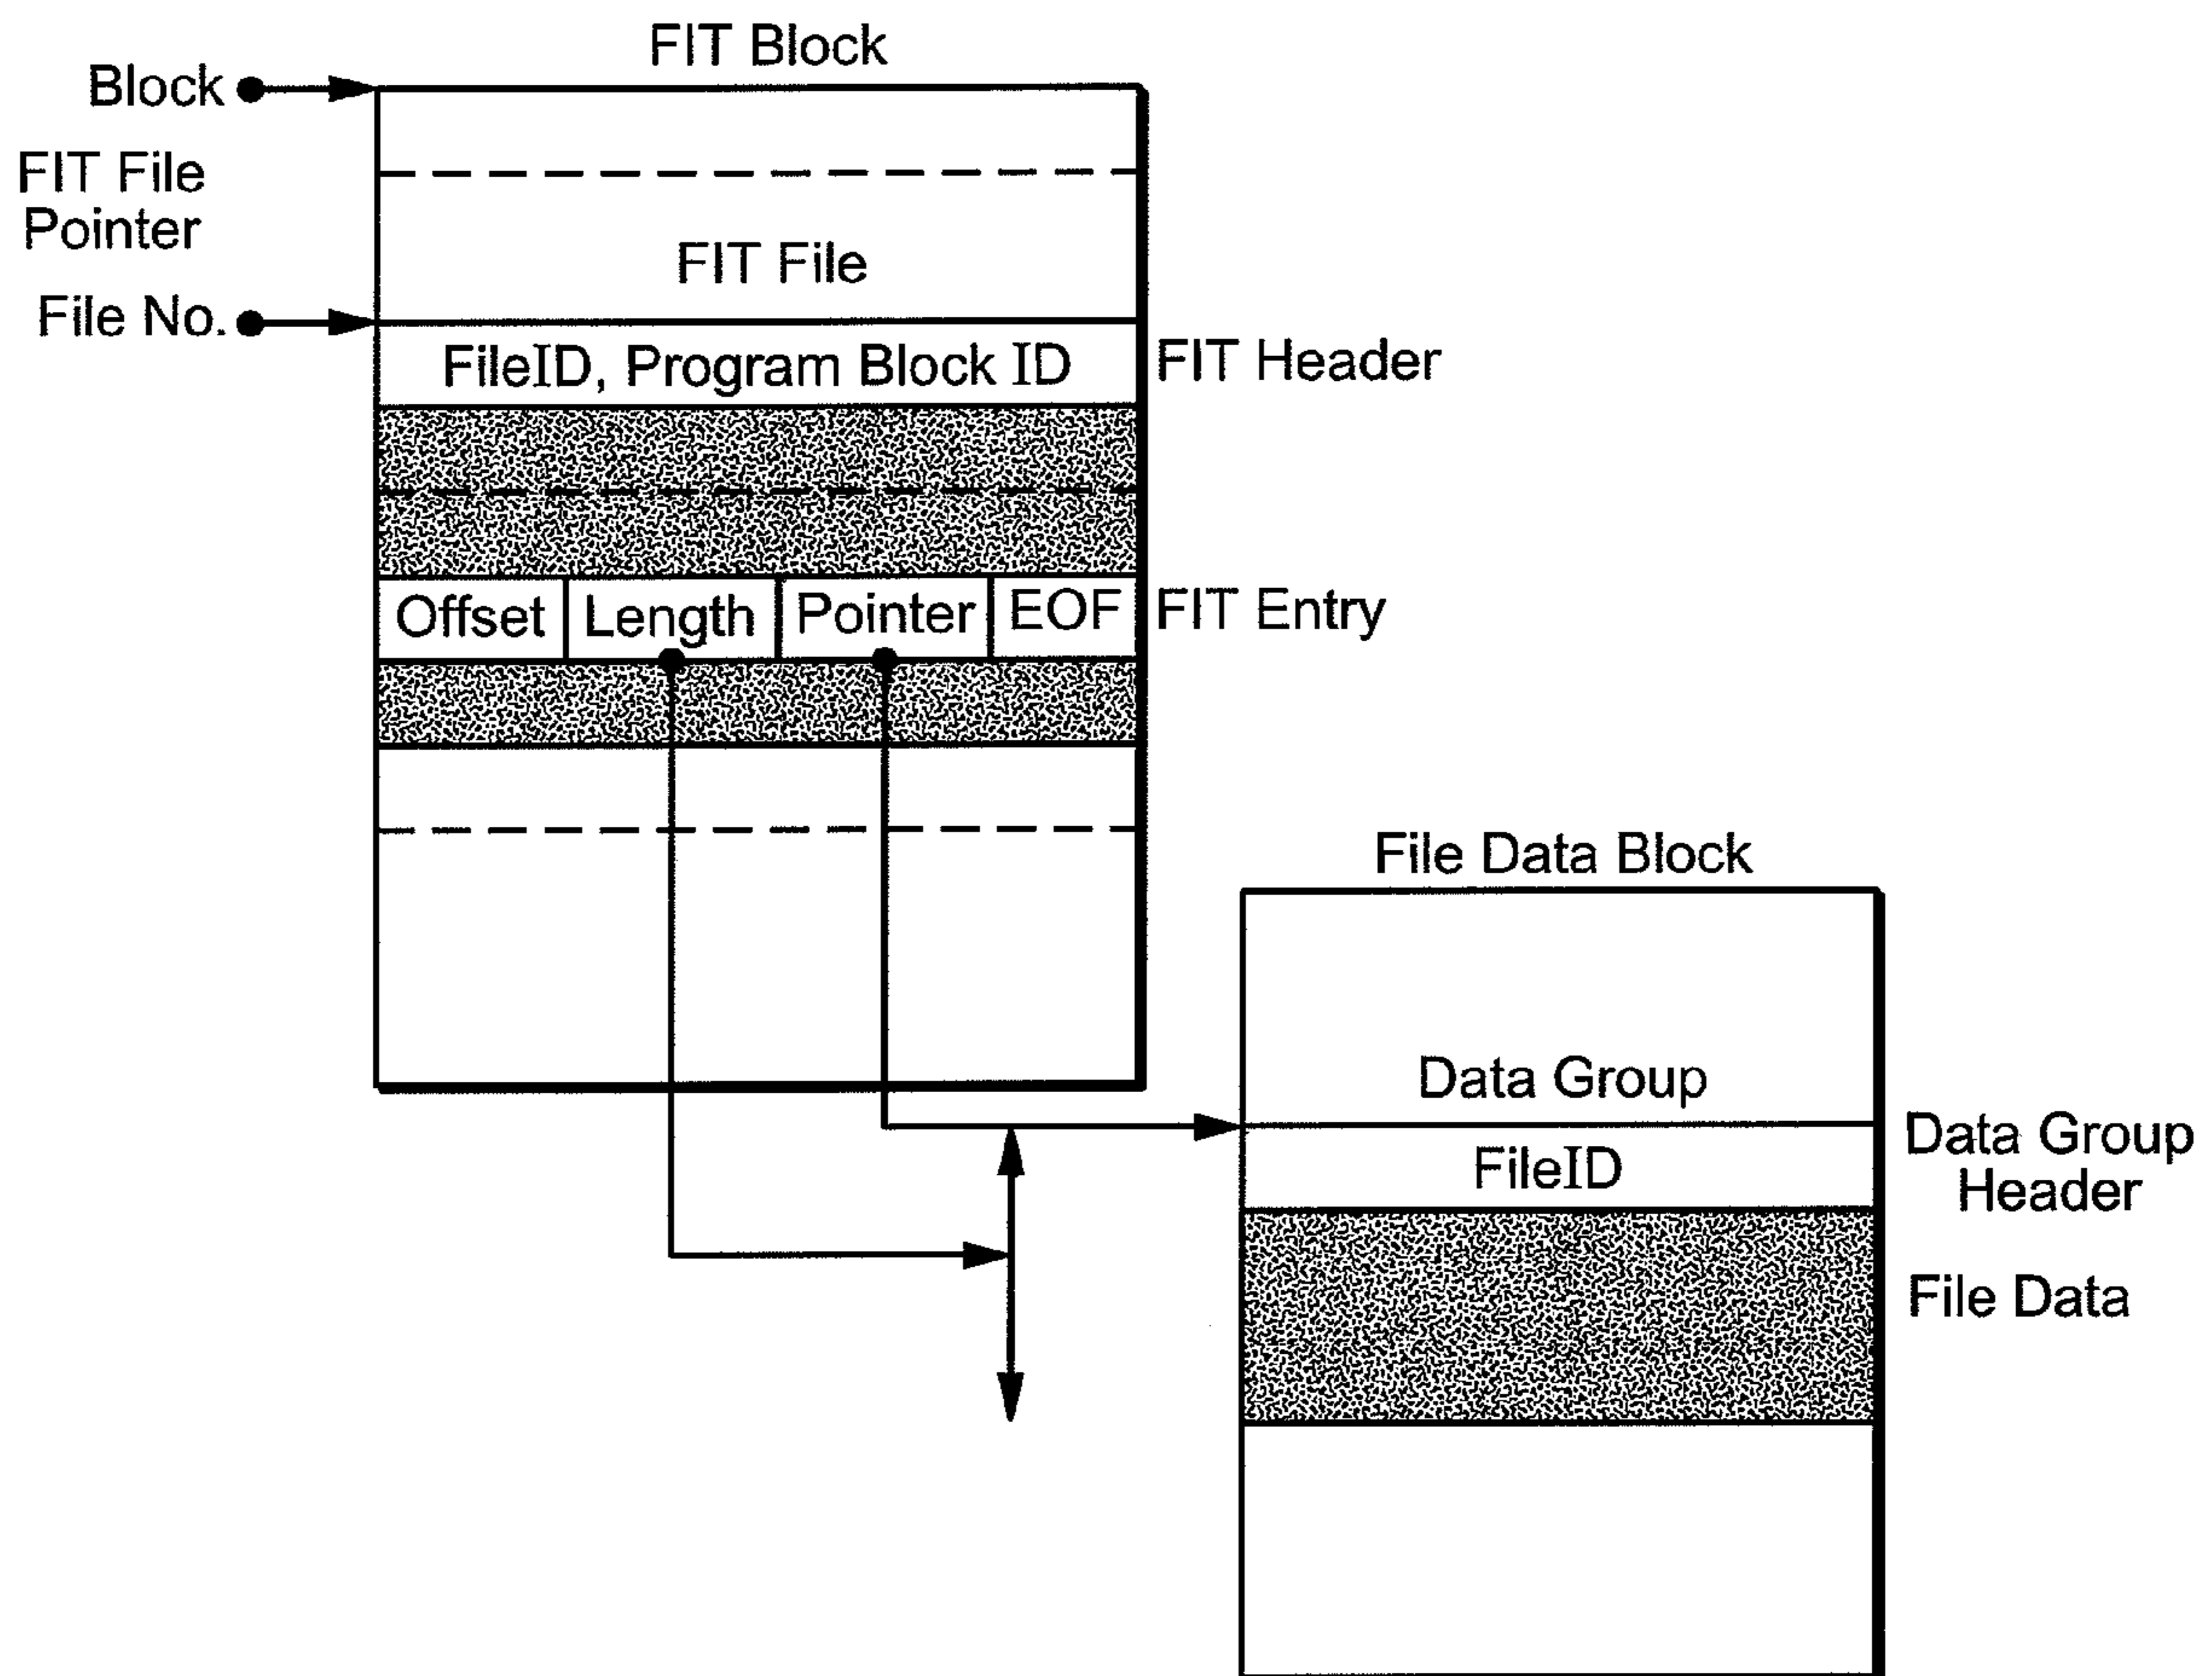 FIT Block
Block
FIT File
Pointer
FIT File
File No.
FileID, Program Block ID
FIT Header
Offset
Length
Pointer
EOF
FIT Entry
File Data Block
Data Group
Data Group
Header
FileID
File Data